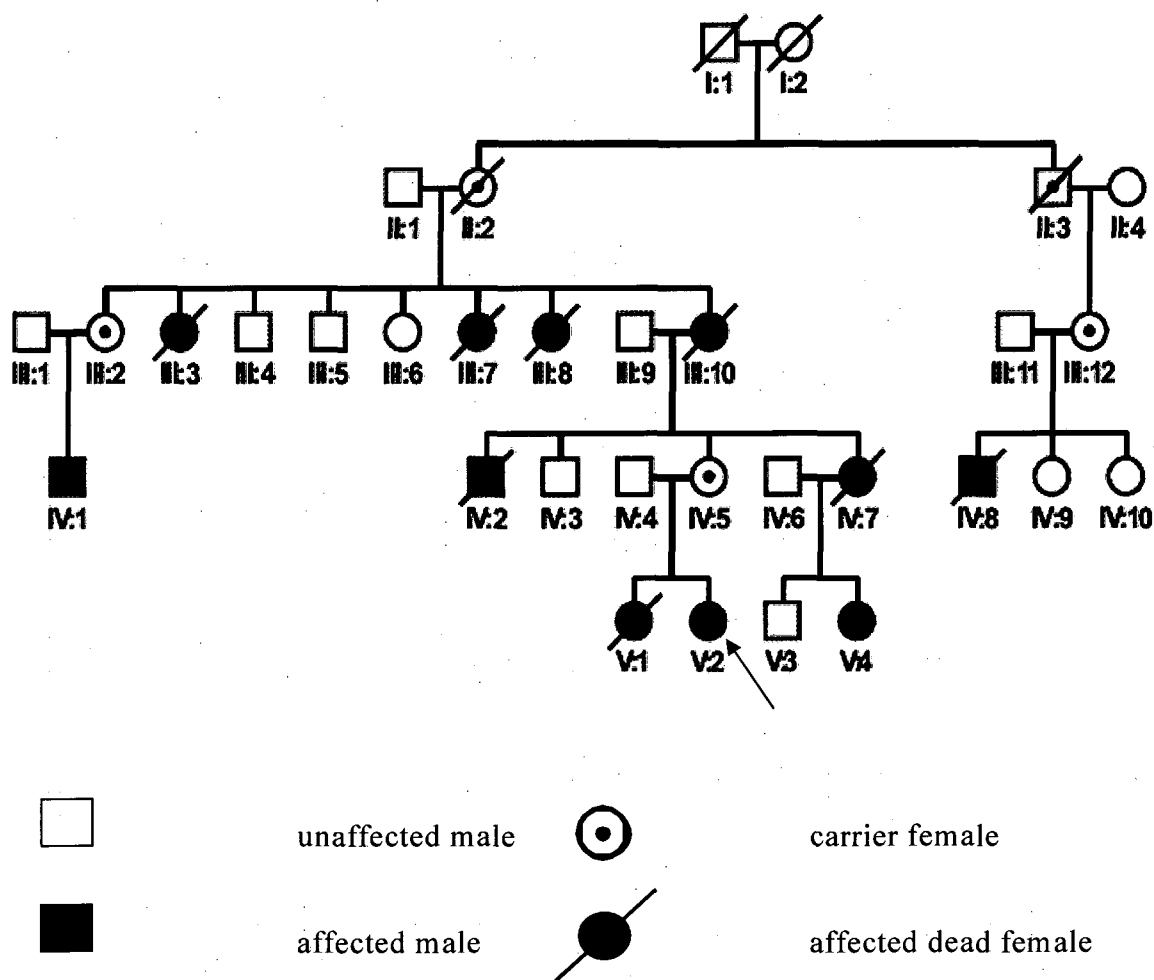 I:1 I:2
II:1 II:2 II:3 II:4
III:1 III:2 III:3 III:4 III:5 III:6 III:7 III:8 III:9 III:10 III:11 III:12
IV:1 IV:2 IV:3 IV:4 IV:5 IV:6 IV:7 IV:8 IV:9 IV:10
V:1 V:2 V:3 V:4
unaffected male carrier female
affected male affected dead female